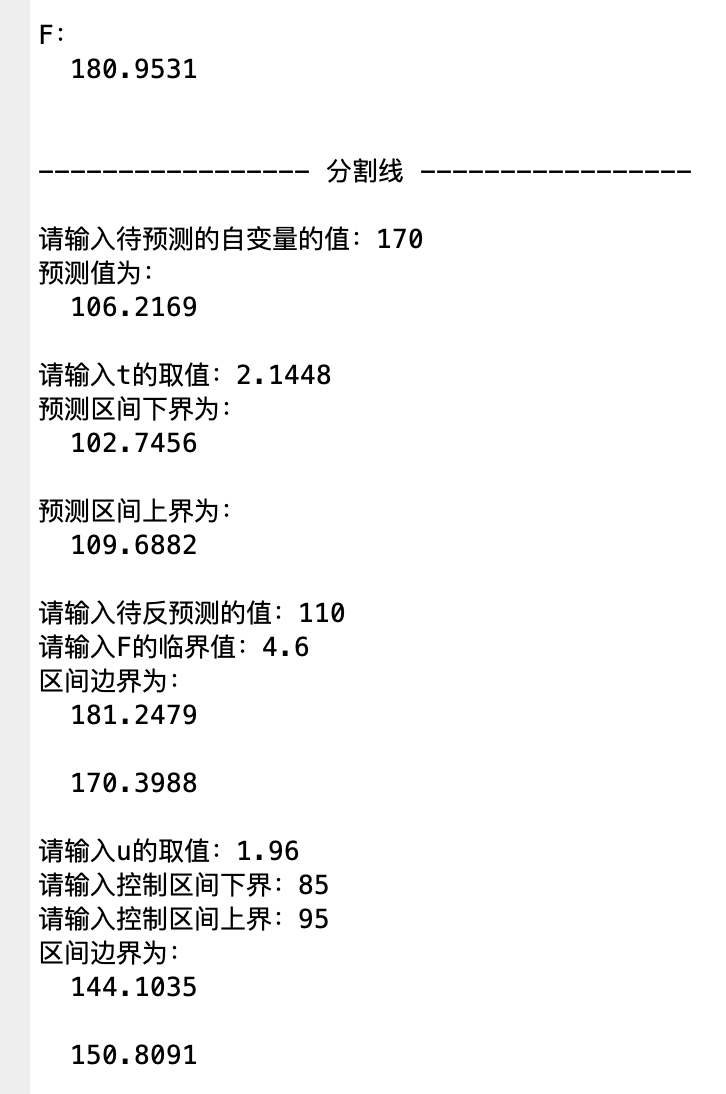 F:
180.9531
----------------- 分割线 -----------------
请输入待预测的自变量的值: 170
预测值为:
106.2169
请输入t的取值: 2.1448
预测区间下界为:
102.7456
预测区间上界为:
109.6882
请输入待反预测的值: 110
请输入F的临界值: 4.6
区间边界为:
181.2479
170.3988
请输入u的取值: 1.96
请输入控制区间下界: 85
请输入控制区间上界: 95
区间边界为:
144.1035
150.8091